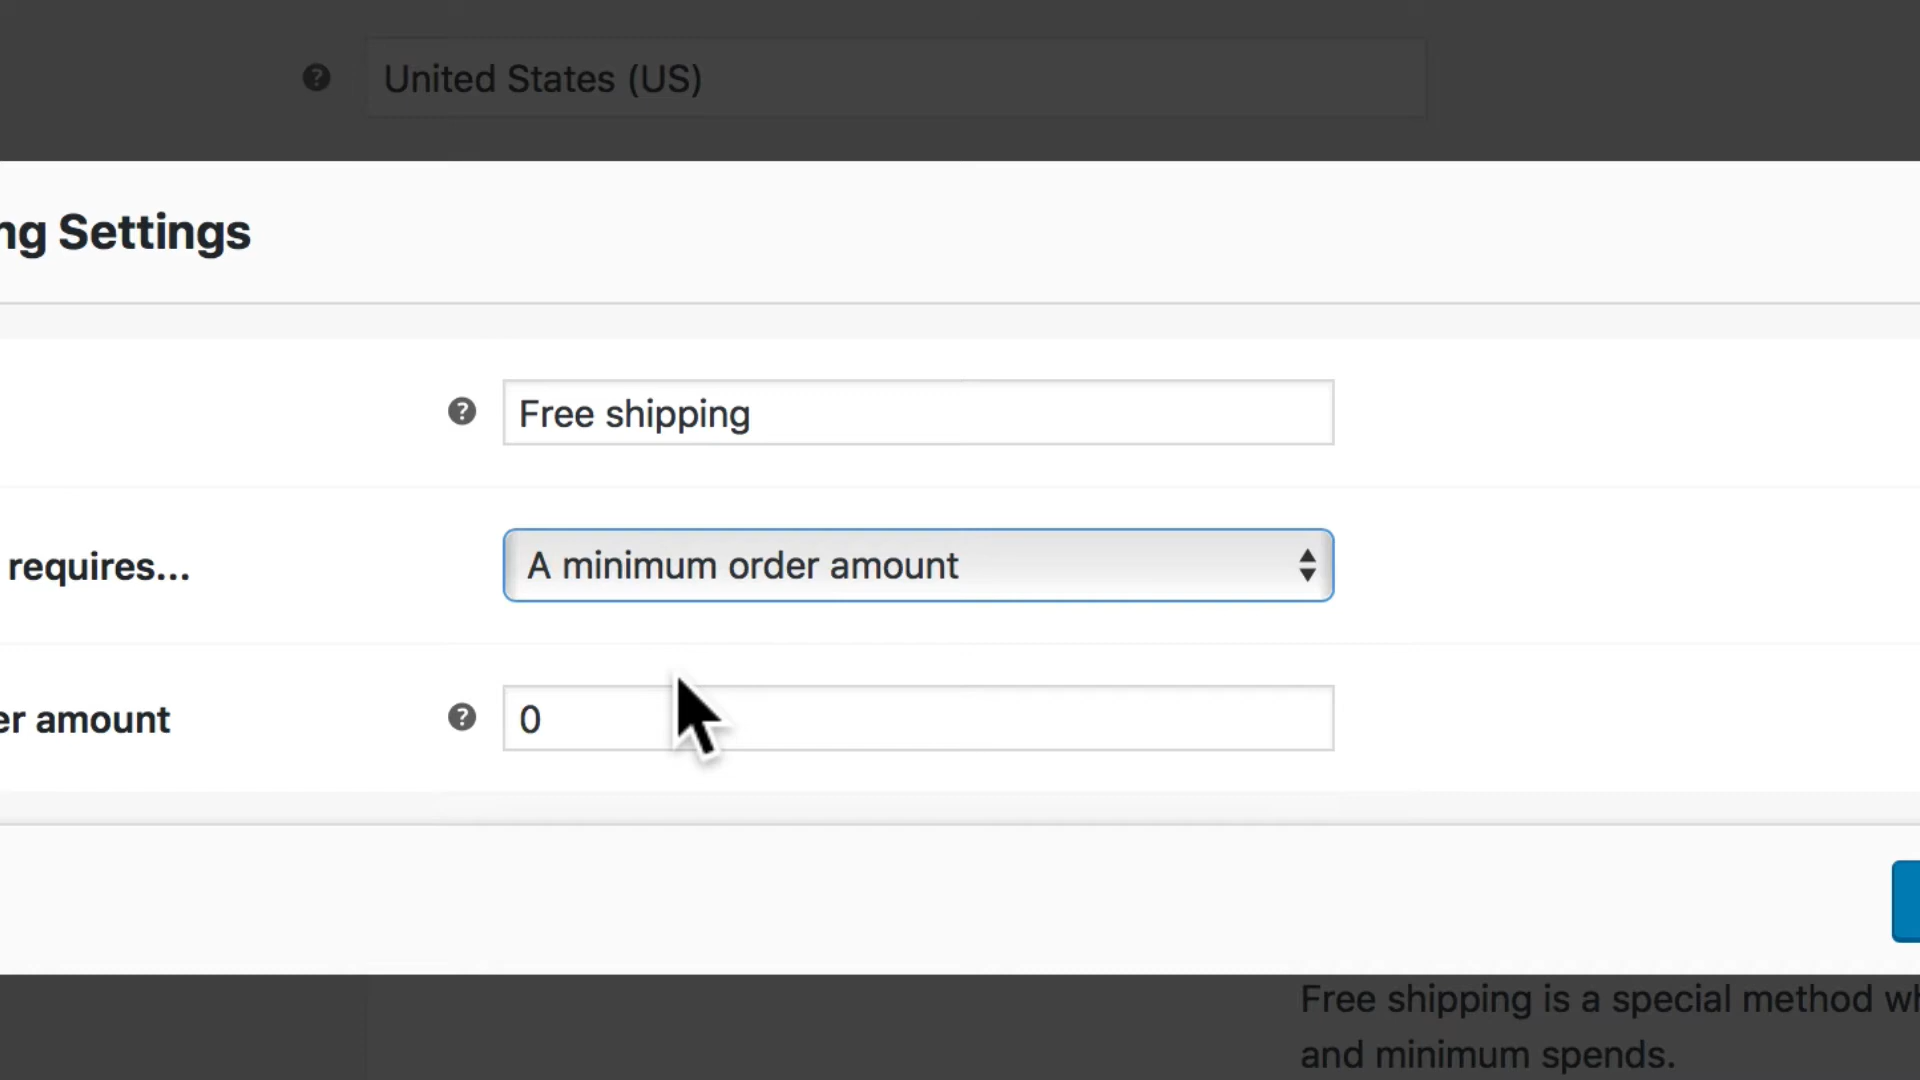 United States (US)
ng Settings
Free shipping
requires...
A minimum order amount
er amount
0
Free shipping is a special method wh
and minimum spends.